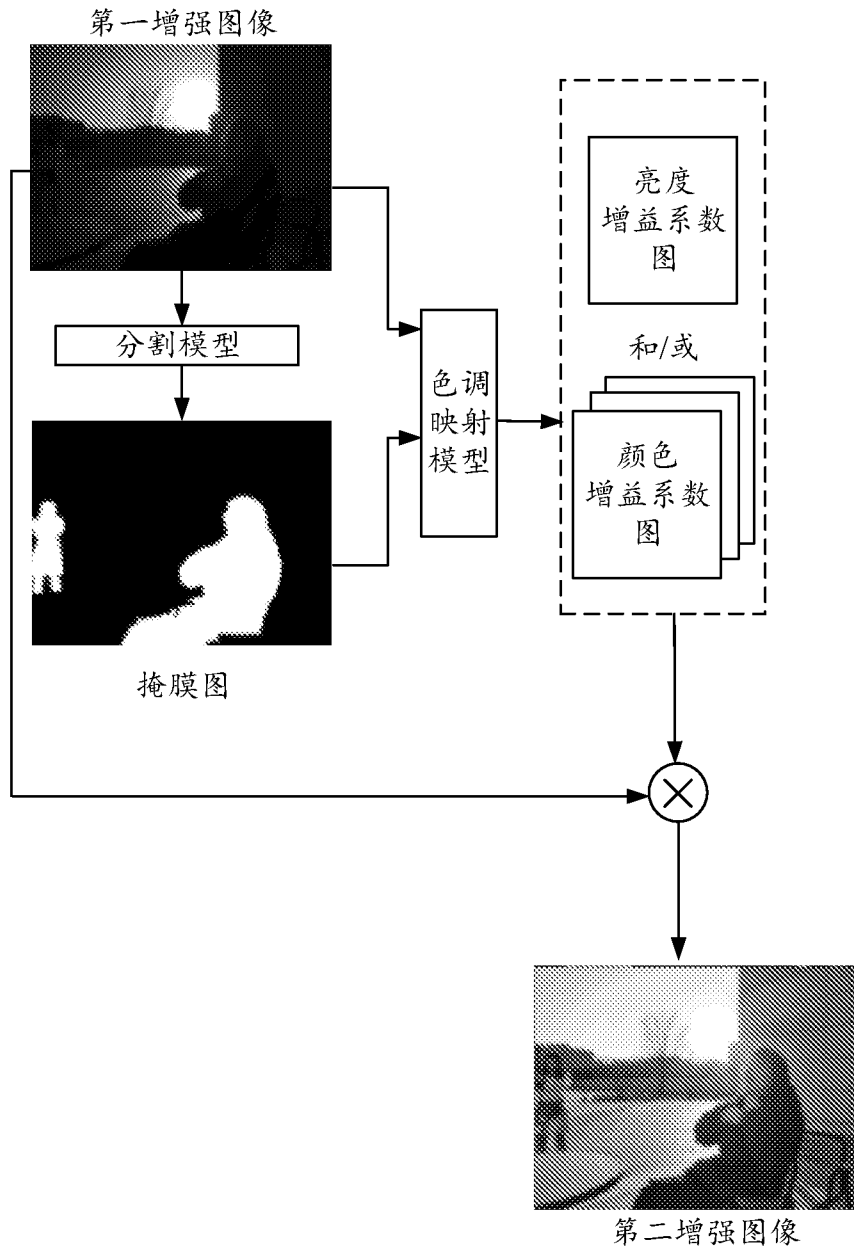 第一增强图像
分割模型
掩膜图
色调
映射
模型
亮度
增益系数
图
和/或
颜色
增益系数
图
第二增强图像